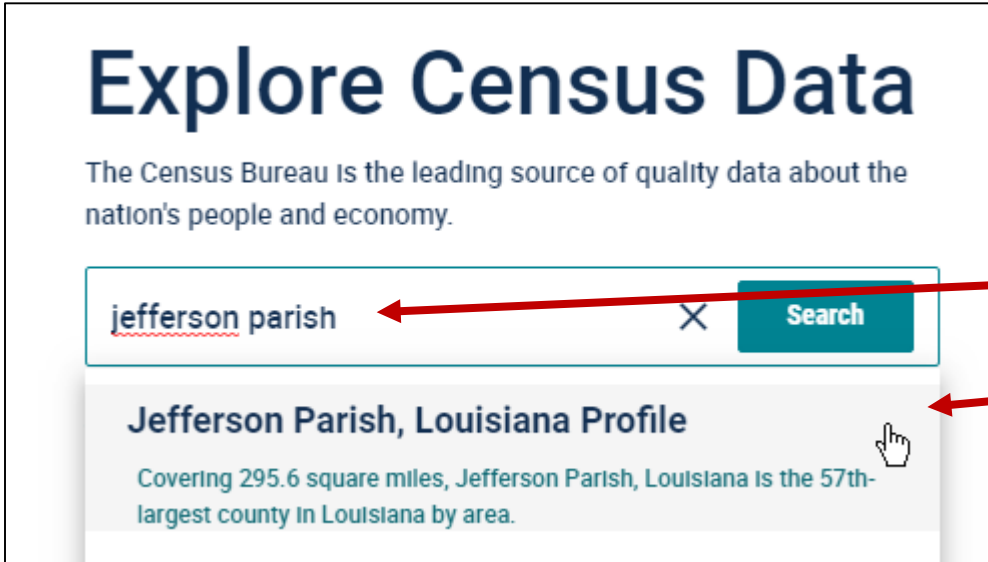 Explore Census Data
The Census Bureau is the leading source of quality data about the
nation's people and economy.
jefferson parish
Search
Jefferson Parish, Louisiana Profile
Covering 295.6 square miles, Jefferson Parish, Louisiana is the 57th-
largest county in Louisiana by area.